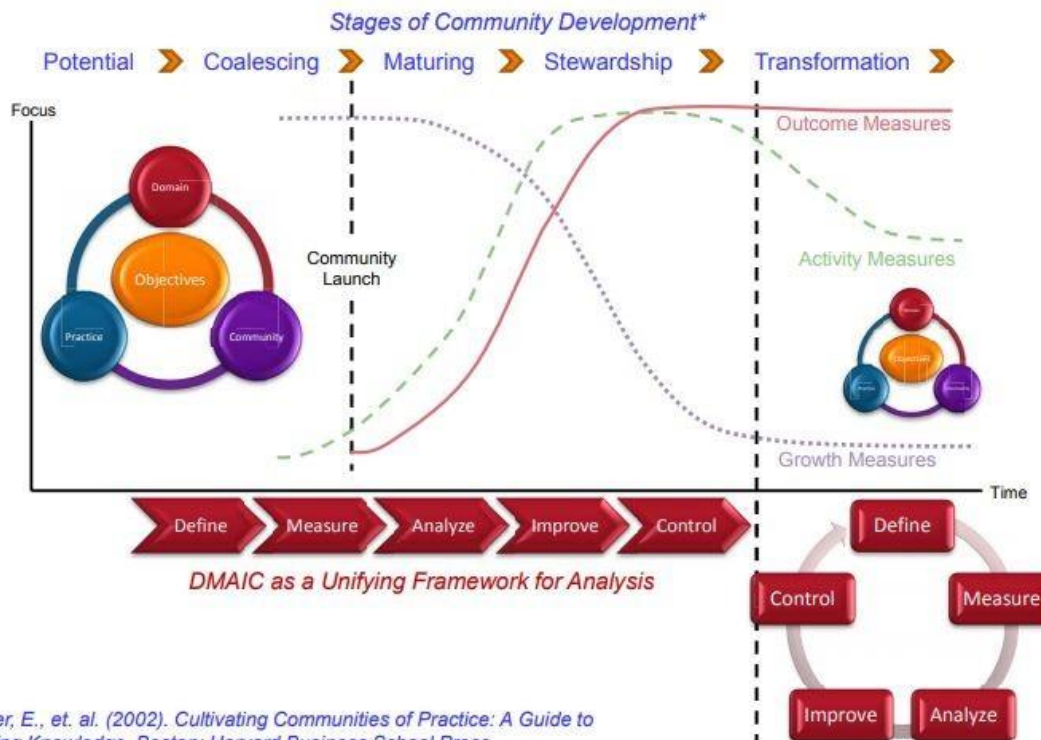 Stages of Community Development*
Potential
Coalescing
Maturing
Stewardship
Transformation
Focus
Outcome Measures
Domain
Community
Launch
Objectives
Activity Measures
Practice
Community
Objectives
Growth Measures
Time
Define
Measure
Analyze
Improve
Control
DMAIC as a Unifying Framework for Analysis
Define
Control
Measure
Improve
Analyze
er, E., et. al. (2002). Cultivating Communities of Practice: A Guide to